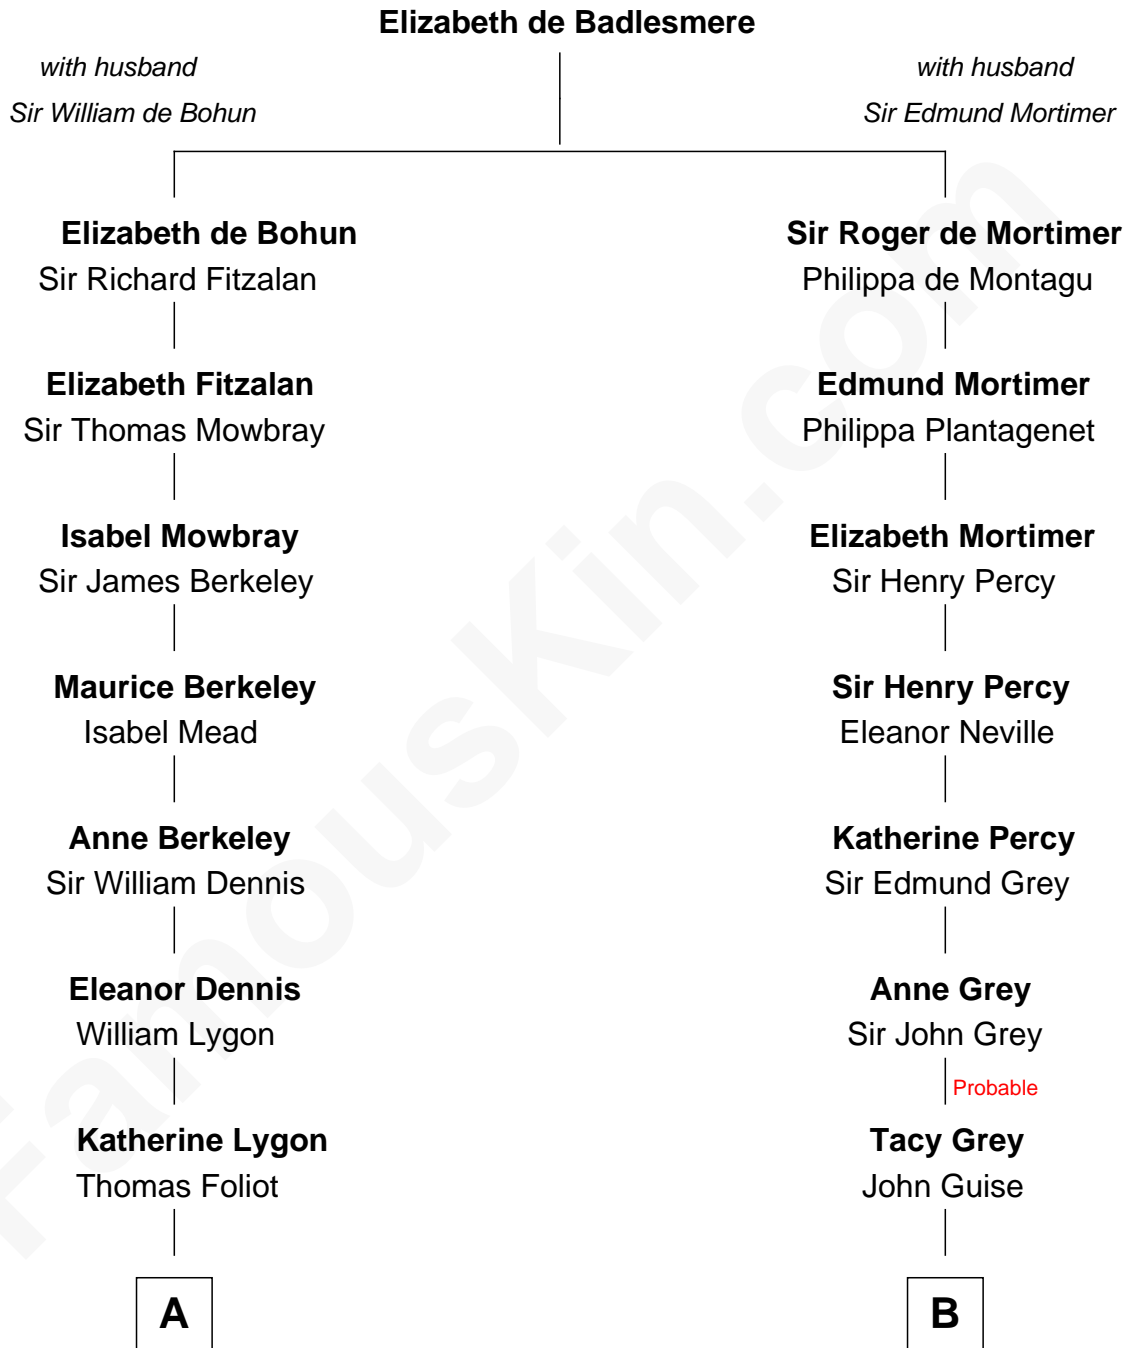 Elizabeth de Badlesmere
with husband
Sir William de Bohun
with husband
Sir Edmund Mortimer
Elizabeth de Bohun
Sir Richard Fitzalan
Sir Roger de Mortimer
Philippa de Montagu
Elizabeth Fitzalan
Sir Thomas Mowbray
Edmund Mortimer
Philippa Plantagenet
Isabel Mowbray
Sir James Berkeley
Elizabeth Mortimer
Sir Henry Percy
Maurice Berkeley
Isabel Mead
Sir Henry Percy
Eleanor Neville
Anne Berkeley
Sir William Dennis
Katherine Percy
Sir Edmund Grey
Eleanor Dennis
William Lygon
Anne Grey
Sir John Grey
Probable
Katherine Lygon
Thomas Foliot
Tacy Grey
John Guise
A
B
FamousKin.com